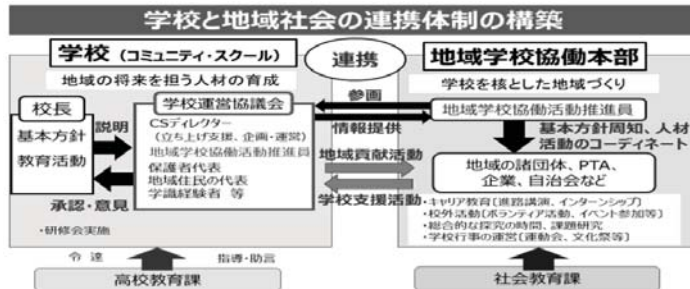 学校と地域社会の連携体制の構築
学校（コミュニティ・スクール）
地域の将来を担う人材の育成
校長
基本方針
教育活動
説明
承認・意見
学校運営協議会
CSディレクター
（立ち上げ支援、企画・運営）
地域学校協働活動推進員
保護者代表
地域住民の代表
学識経験者 等
・研修会実施
連携
参画
情報提供
地域貢献活動
学校支援活動
地域学校協働本部
学校を核とした地域づくり
地域学校協働活動推進員
基本方針周知、人材
活動のコーディネート
地域の諸団体、PTA、
企業、自治会など
・キャリア教育［進路講演、インターンシップ］
・校外活動［ボランティア活動、イベント参加等］
・総合的な探究の時間、課題研究
・学校行事の運営［運動会、文化祭等］
令達
指導・助言
高校教育課
社会教育課